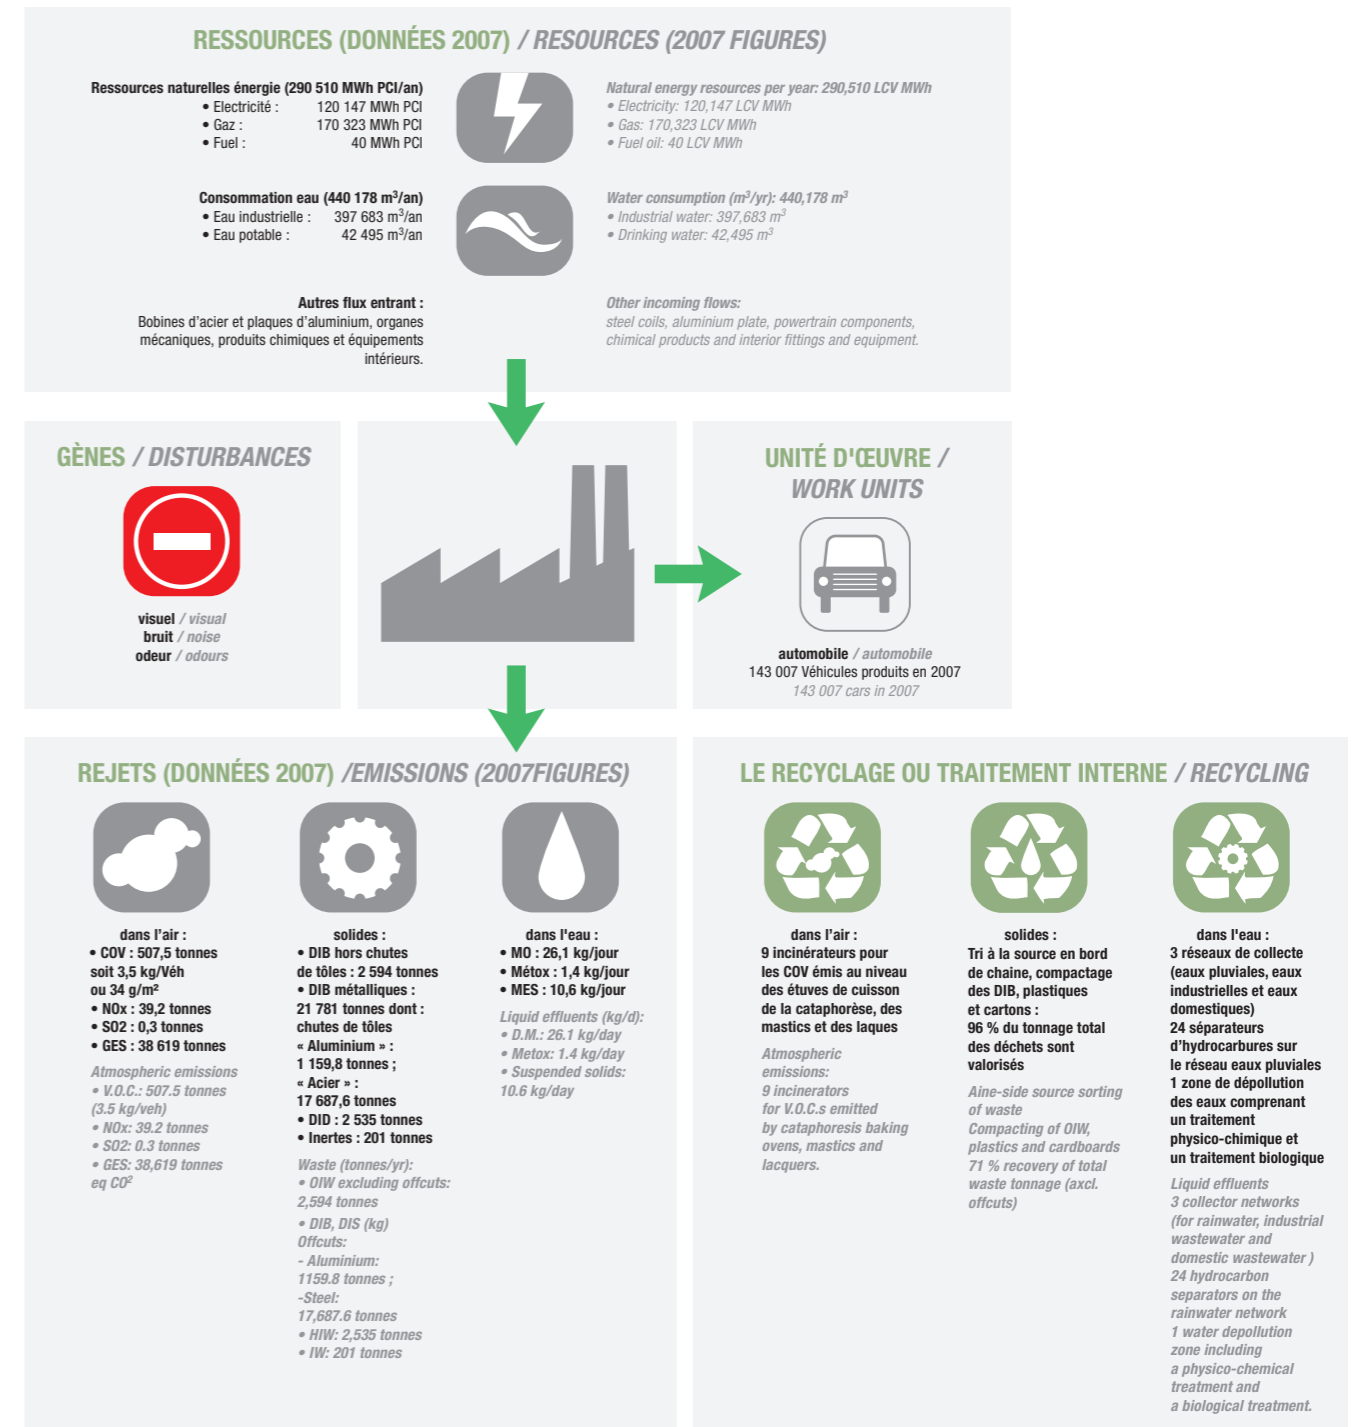 RESSOURCES (DONNÉES 2007) / RESOURCES (2007 FIGURES)
Ressources naturelles énergie (290 510 MWh PCI/an)
• Electricité : 120 147 MWh PCI
• Gaz : 170 323 MWh PCI
• Fuel : 40 MWh PCI
Natural energy resources per year: 290,510 LCV MWh
• Electricity: 120,147 LCV MWh
• Gas: 170,323 LCV MWh
• Fuel oil: 40 LCV MWh
Consommation eau (440 178 m³/an)
• Eau industrielle : 397 683 m³/an
• Eau potable : 42 495 m³/an
Water consumption (m³/yr): 440,178 m³
• Industrial water: 397,683 m³
• Drinking water: 42,495 m³
Autres flux entrant :
Bobines d’acier et plaques d’aluminium, organes
mécaniques, produits chimiques et équipements
intérieurs.
Other incoming flows:
steel coils, aluminium plate, powertrain components,
chimical products and interior fittings and equipment.
GÈNES / DISTURBANCES
visuel / visual
bruit / noise
odeur / odours
UNITÉ D'ŒUVRE /
WORK UNITS
automobile / automobile
143 007 Véhicules produits en 2007
143 007 cars in 2007
REJETS (DONNÉES 2007) /EMISSIONS (2007FIGURES)
dans l’air :
• COV : 507,5 tonnes
soit 3,5 kg/Véh
ou 34 g/m²
• NOx : 39,2 tonnes
• SO2 : 0,3 tonnes
• GES : 38 619 tonnes
Atmospheric emissions
• V.O.C.: 507.5 tonnes
(3.5 kg/veh)
• NOx: 39.2 tonnes
• SO2: 0.3 tonnes
• GES: 38,619 tonnes
eq CO²
solides :
• DIB hors chutes
de tôles : 2 594 tonnes
• DIB métalliques :
21 781 tonnes dont :
chutes de tôles
« Aluminium » :
1 159,8 tonnes ;
« Acier » :
17 687,6 tonnes
• DID : 2 535 tonnes
• Inertes : 201 tonnes
Waste (tonnes/yr):
• OIW excluding offcuts:
2,594 tonnes
• DIB, DIS (kg)
Offcuts:
- Aluminium:
1159.8 tonnes ;
-Steel:
17,687.6 tonnes
• HIW: 2,535 tonnes
• IW: 201 tonnes
dans l'eau :
• MO : 26,1 kg/jour
• Métox : 1,4 kg/jour
• MES : 10,6 kg/jour
Liquid effluents (kg/d):
• D.M.: 26.1 kg/day
• Metox: 1.4 kg/day
• Suspended solids:
10.6 kg/day
LE RECYCLAGE OU TRAITEMENT INTERNE / RECYCLING
dans l’air :
9 incinérateurs pour
les COV émis au niveau
des étuves de cuisson
de la cataphorèse, des
mastics et des laques
Atmospheric
emissions:
9 incinerators
for V.O.C.s emitted
by cataphoresis baking
ovens, mastics and
lacquers.
solides :
Tri à la source en bord
de chaine, compactage
des DIB, plastiques
et cartons :
96 % du tonnage total
des déchets sont
valorisés
Aine-side source sorting
of waste
Compacting of OIW,
plastics and cardboards
71 % recovery of total
waste tonnage (axcl.
offcuts)
dans l'eau :
3 réseaux de collecte
(eaux pluviales, eaux
industrielles et eaux
domestiques)
24 séparateurs
d’hydrocarbures sur
le réseau eaux pluviales
1 zone de dépollution
des eaux comprenant
un traitement
physico-chimique et
un traitement biologique
Liquid effluents
3 collector networks
(for rainwater, industrial
wastewater and
domestic wastewater )
24 hydrocarbon
separators on the
rainwater network
1 water depollution
zone including
a physico-chemical
treatment and
a biological treatment.